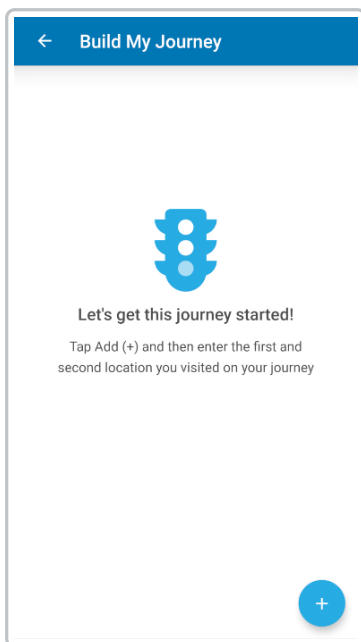 Build My Journey
Let's get this journey started!
Tap Add (+) and then enter the first and
second location you visited on your journey